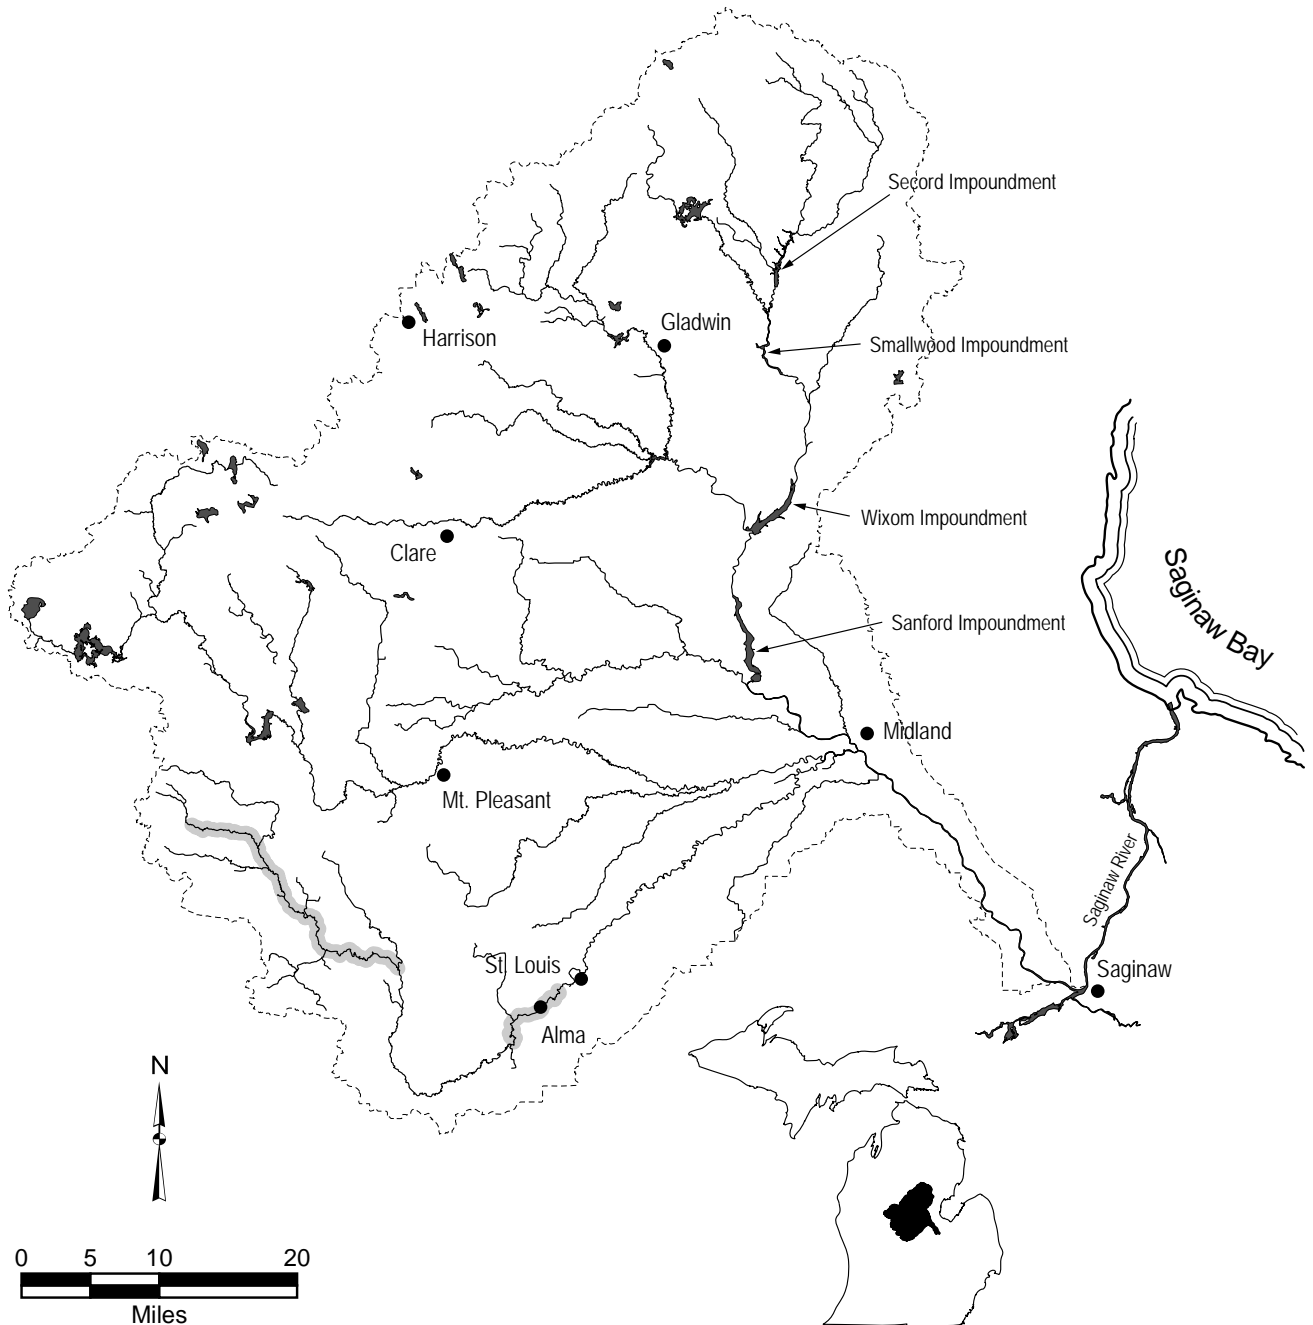 Secord Impoundment
Gladwin
Harrison
Smallwood Impoundment
Wixom Impoundment
Clare
Saginaw Bay
Sanford Impoundment
Midland
Mt. Pleasant
Saginaw River
St. Louis
Saginaw
Alma
N
0 5 10 20
Miles